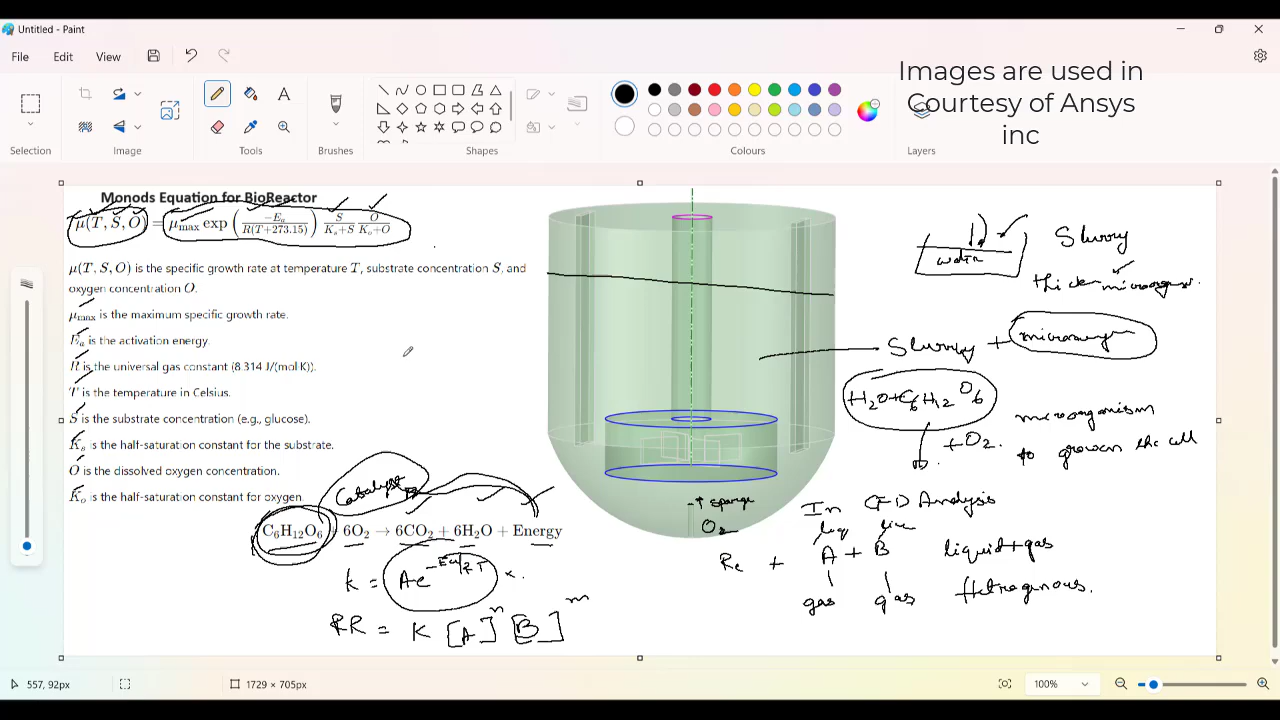 Untitled - Paint
File Edit View
Images are used in
Courtesy of Ansys
inc
Selection Image Tools Brushes Shapes Colours Layers
Monods Equation for BioReactor
μ(T, S, O) = μmax exp (−Ea / R(T+273.15)) S/(Ks+S) O/(Ko+O)
μ(T, S, O) is the specific growth rate at temperature T, substrate concentration S, and
oxygen concentration O.
μmax is the maximum specific growth rate.
Ea is the activation energy.
R is the universal gas constant (8.314 J/(mol K)).
T is the temperature in Celsius.
S is the substrate concentration (e.g., glucose).
Ks is the half-saturation constant for the substrate.
O is the dissolved oxygen concentration.
Ko is the half-saturation constant for oxygen.
Catalyst
C6H12O6 + 6O2 → 6CO2 + 6H2O + Energy
k = Ae^−Ea/RT
RR = K [A]^n [B]^m
water
Slurry
Slurry +
H2O+C6H12O6
+O2.
microorganism
to grow the cell
sparge
O2
In CFD Analysis
liq
A + B liquid+gas
gas gas Hetrogenous.
557, 92px
1729 × 705px
100%